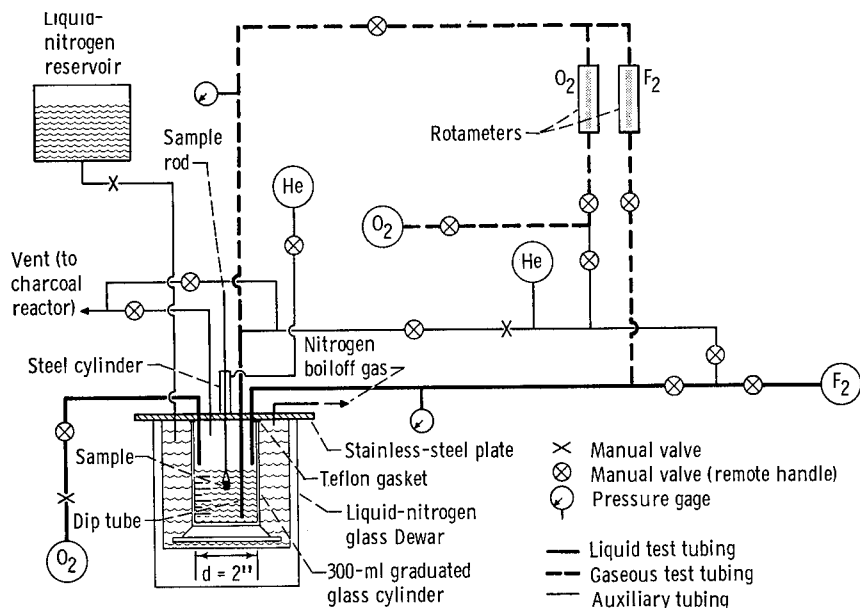 Liquid-
nitrogen
reservoir
O2
F2
Rotameters
Sample
rod
He
O2
He
Vent (to
charcoal
reactor)
Nitrogen
boiloff gas
Steel cylinder
F2
Stainless-steel plate
Sample
Teflon gasket
Dip tube
Liquid-nitrogen
glass Dewar
O2
d = 2"
300-ml graduated
glass cylinder
Manual valve
Manual valve (remote handle)
Pressure gage
Liquid test tubing
Gaseous test tubing
Auxiliary tubing